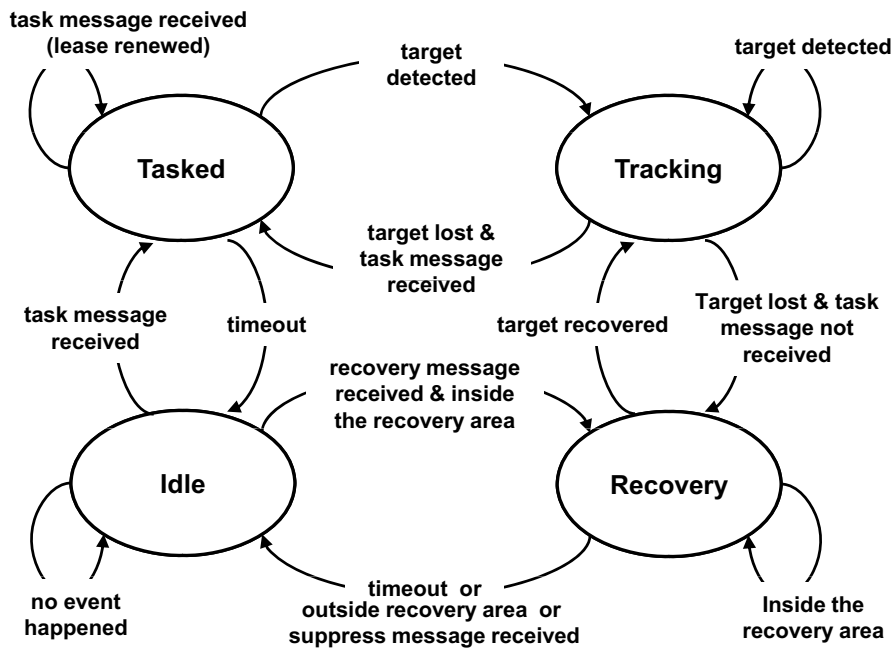 task message received
(lease renewed)
target
detected
target detected
Tasked
Tracking
target lost &
task message
received
task message
received
timeout
target recovered
Target lost & task
message not
received
recovery message
received & inside
the recovery area
Idle
Recovery
no event
happened
timeout or
outside recovery area or
suppress message received
Inside the
recovery area